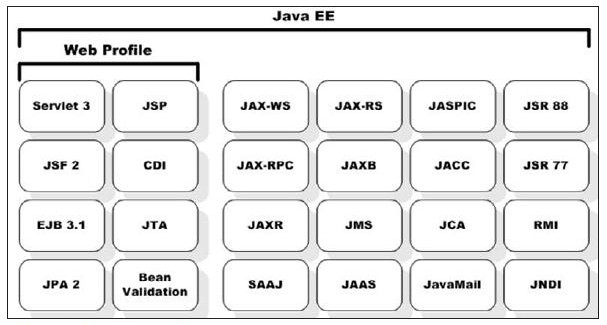 Java EE
Web Profile
Servlet 3 JSP JAX-WS JAX-RS JASPIC JSR 88
JSF 2 CDI JAX-RPC JAXB JACC JSR 77
EJB 3.1 JTA JAXR JMS JCA RMI
JPA 2 Bean Validation SAAJ JAAS JavaMail JNDI